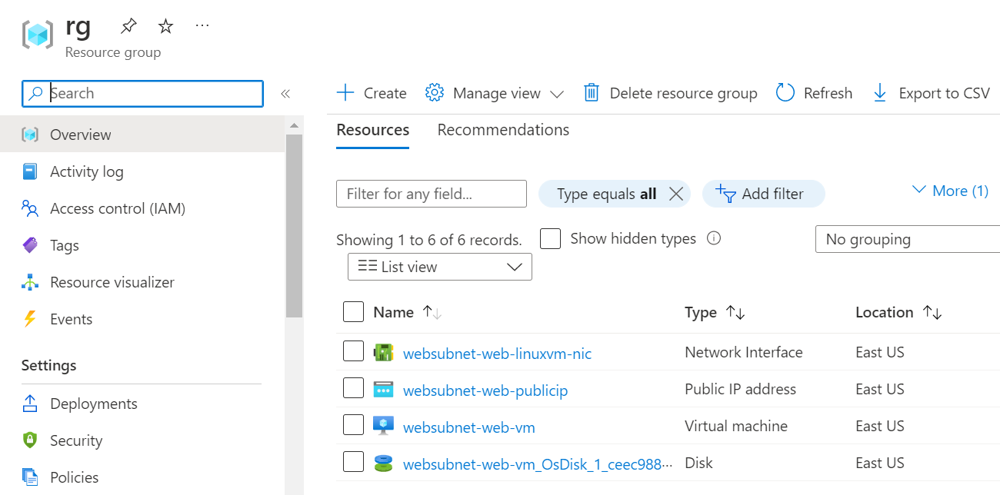 rg
Resource group
Search
Overview
Activity log
Access control (IAM)
Tags
Resource visualizer
Events
Settings
Deployments
Security
Policies
Create Manage view Delete resource group Refresh Export to CSV
Resources Recommendations
Filter for any field... Type equals all Add filter More (1)
Showing 1 to 6 of 6 records. Show hidden types No grouping
List view
Name Type Location
websubnet-web-linuxvm-nic Network Interface East US
websubnet-web-publicip Public IP address East US
websubnet-web-vm Virtual machine East US
websubnet-web-vm_OsDisk_1_ceec988··· Disk East US